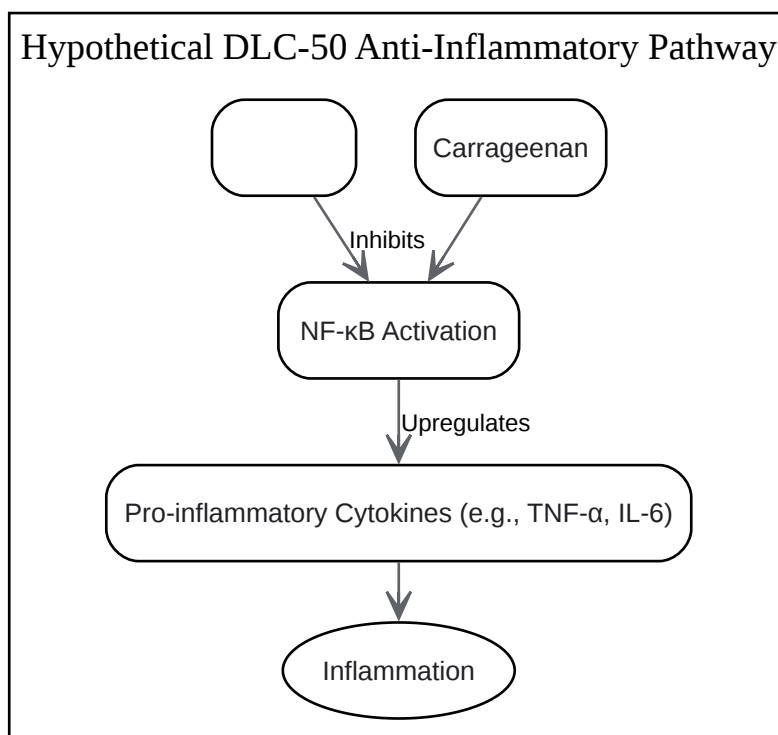 Hypothetical DLC-50 Anti-Inflammatory Pathway
Carrageenan
Inhibits
NF-κB Activation
Upregulates
Pro-inflammatory Cytokines (e.g., TNF-α, IL-6)
Inflammation